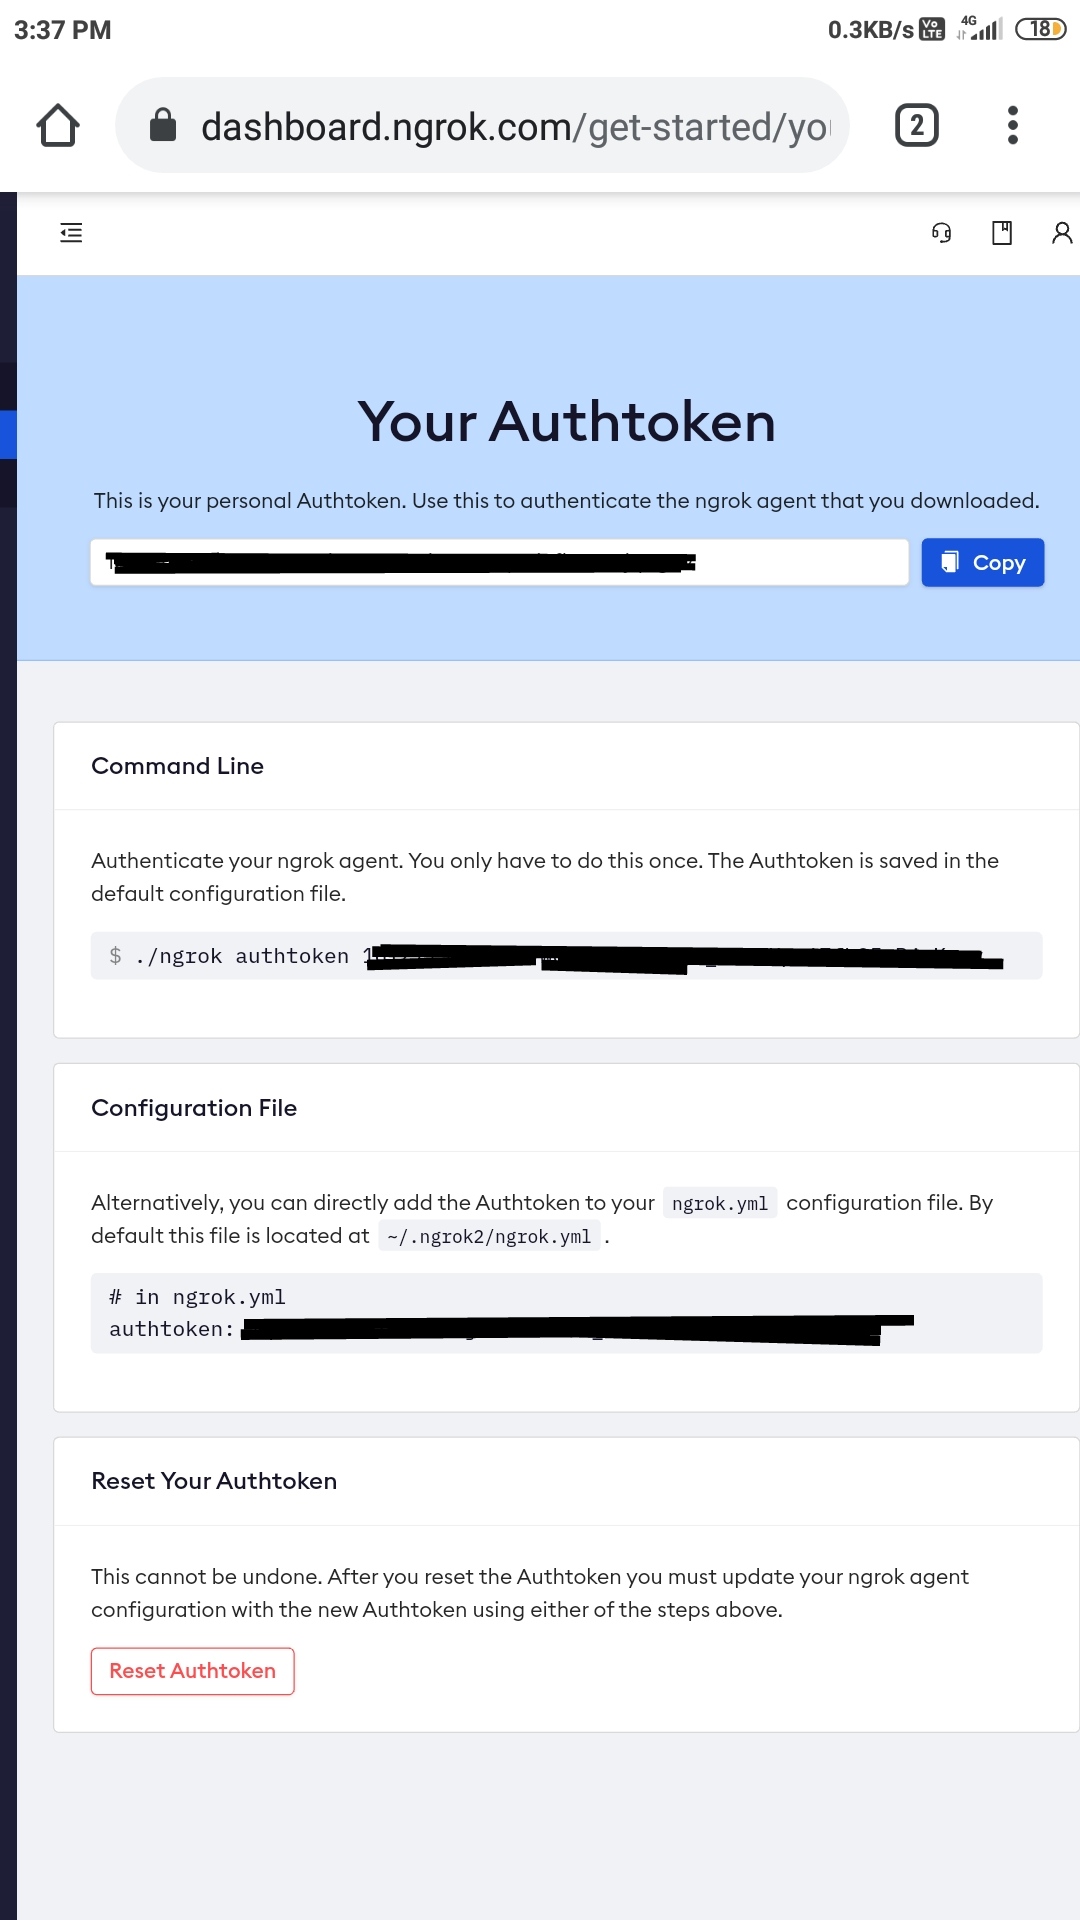 3:37 PM
0.3KB/s Vo LTE 4G 18
dashboard.ngrok.com/get-started/yo
2
Your Authtoken
This is your personal Authtoken. Use this to authenticate the ngrok agent that you downloaded.
Copy
Command Line
Authenticate your ngrok agent. You only have to do this once. The Authtoken is saved in the
default configuration file.
$ ./ngrok authtoken
Configuration File
Alternatively, you can directly add the Authtoken to your ngrok.yml configuration file. By
default this file is located at ~/.ngrok2/ngrok.yml .
# in ngrok.yml
authtoken:
Reset Your Authtoken
This cannot be undone. After you reset the Authtoken you must update your ngrok agent
configuration with the new Authtoken using either of the steps above.
Reset Authtoken